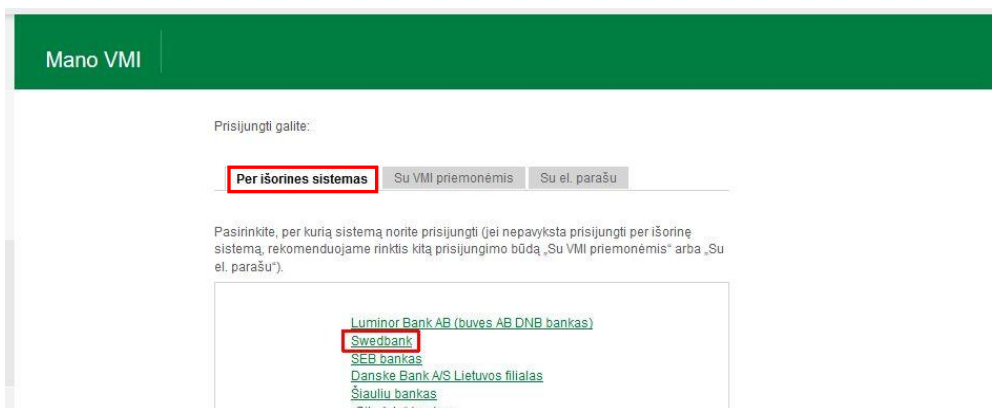 Mano VMI
Prisijungti galite:
Per išorines sistemas Su VMI priemonėmis Su el. parašu
Pasirinkite, per kurią sistemą norite prisijungti (jei nepavyksta prisijungti per išorinę
sistemą, rekomenduojame rinktis kitą prisijungimo būdą „Su VMI priemonėmis“ arba „Su
el. parašu“).
Luminor Bank AB (buves AB DNB bankas)
Swedbank
SEB bankas
Danske Bank A/S Lietuvos filialas
Šiauliu bankas